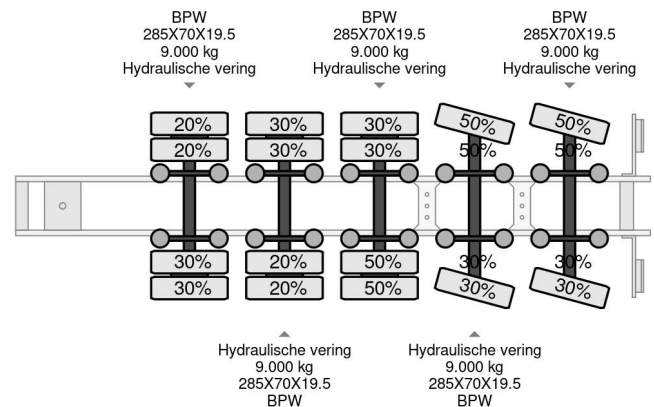 BPW BPW BPW
285X70X19.5 285X70X19.5 285X70X19.5
9.000 kg 9.000 kg 9.000 kg
Hydraulische vering Hydraulische vering Hydraulische vering
20% 30% 30% 50% 50%
20% 30% 30% 50% 50%
30% 20% 50% 30% 30%
30% 20% 50% 30% 30%
Hydraulische vering Hydraulische vering
9.000 kg 9.000 kg
285X70X19.5 285X70X19.5
BPW BPW